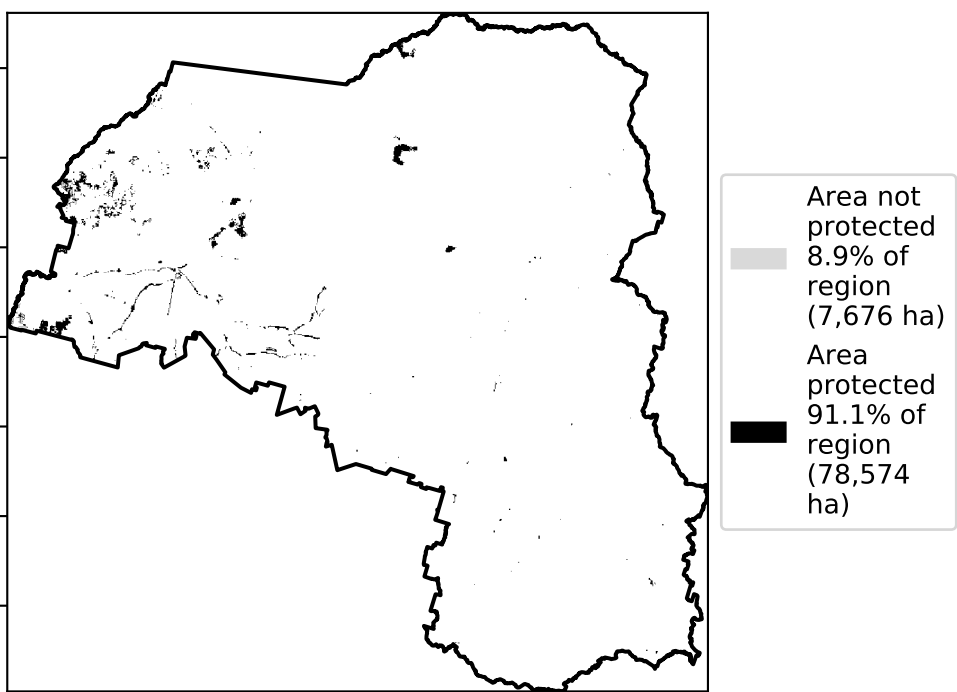 Area not
protected
8.9% of
region
(7,676 ha)
Area
protected
91.1% of
region
(78,574
ha)